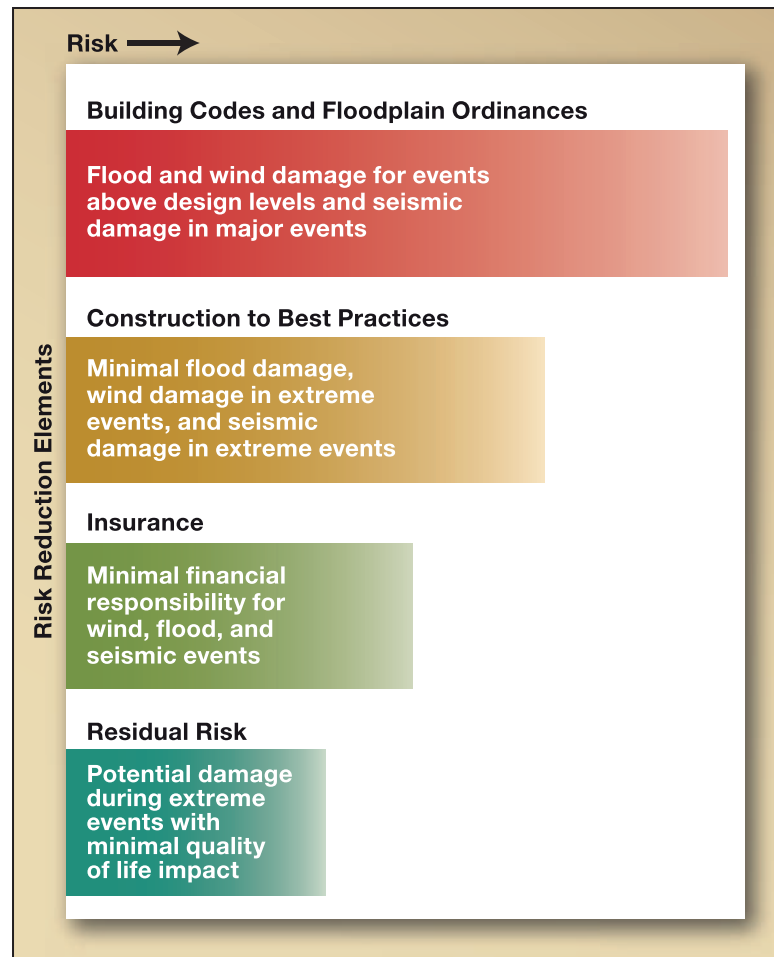 Risk
Building Codes and Floodplain Ordinances
Flood and wind damage for events
above design levels and seismic
damage in major events
Construction to Best Practices
Minimal flood damage,
wind damage in extreme
events, and seismic
damage in extreme events
Insurance
Minimal financial
responsibility for
wind, flood, and
seismic events
Residual Risk
Potential damage
during extreme
events with
minimal quality
of life impact
Risk Reduction Elements